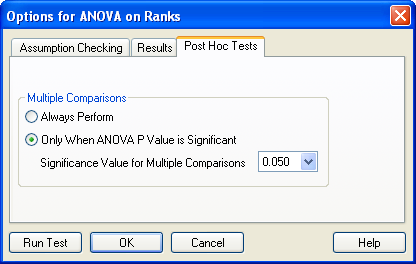 Options for ANOVA on Ranks
Assumption Checking Results Post Hoc Tests
Multiple Comparisons
Always Perform
Only When ANOVA P Value is Significant
Significance Value for Multiple Comparisons 0.050
Run Test OK Cancel Help